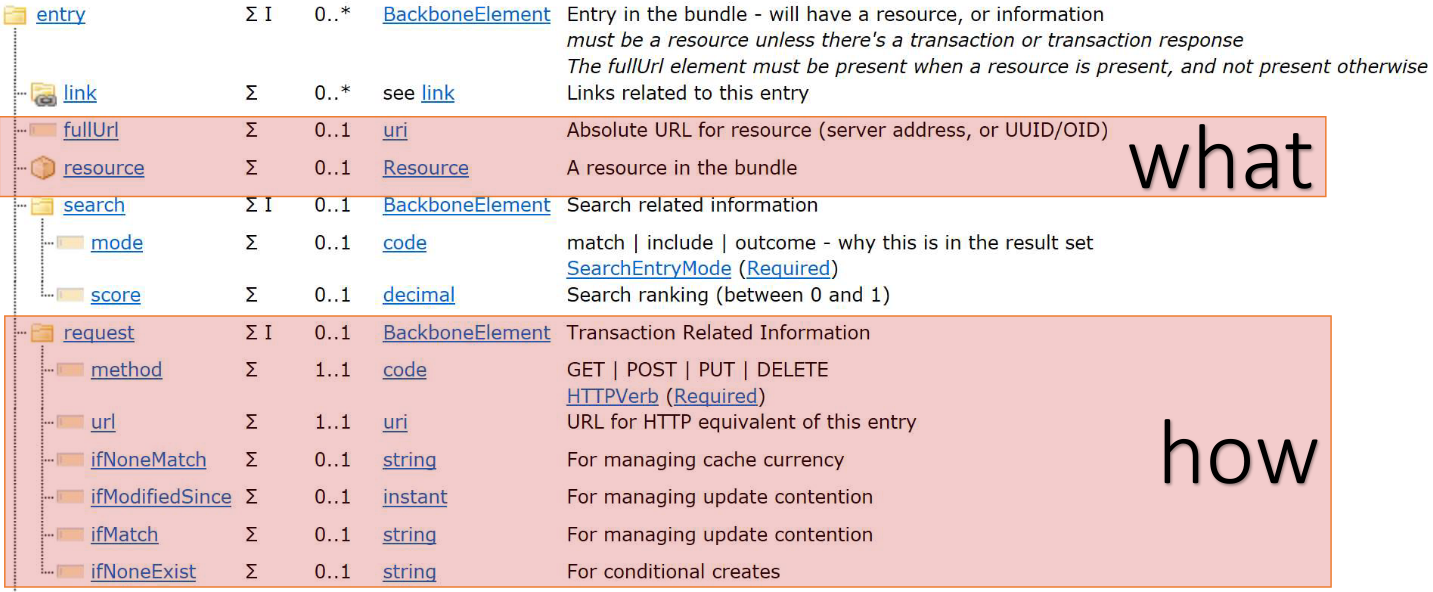 entry Σ I 0..* BackboneElement Entry in the bundle - will have a resource, or information
must be a resource unless there's a transaction or transaction response
The fullUrl element must be present when a resource is present, and not present otherwise
link Σ 0..* see link Links related to this entry
fullUrl Σ 0..1 uri Absolute URL for resource (server address, or UUID/OID)
what
resource Σ 0..1 Resource A resource in the bundle
search Σ I 0..1 BackboneElement Search related information
mode Σ 0..1 code match | include | outcome - why this is in the result set
SearchEntryMode (Required)
score Σ 0..1 decimal Search ranking (between 0 and 1)
request Σ I 0..1 BackboneElement Transaction Related Information
method Σ 1..1 code GET | POST | PUT | DELETE
HTTPVerb (Required)
url Σ 1..1 uri URL for HTTP equivalent of this entry
how
ifNoneMatch Σ 0..1 string For managing cache currency
ifModifiedSince Σ 0..1 instant For managing update contention
ifMatch Σ 0..1 string For managing update contention
ifNoneExist Σ 0..1 string For conditional creates